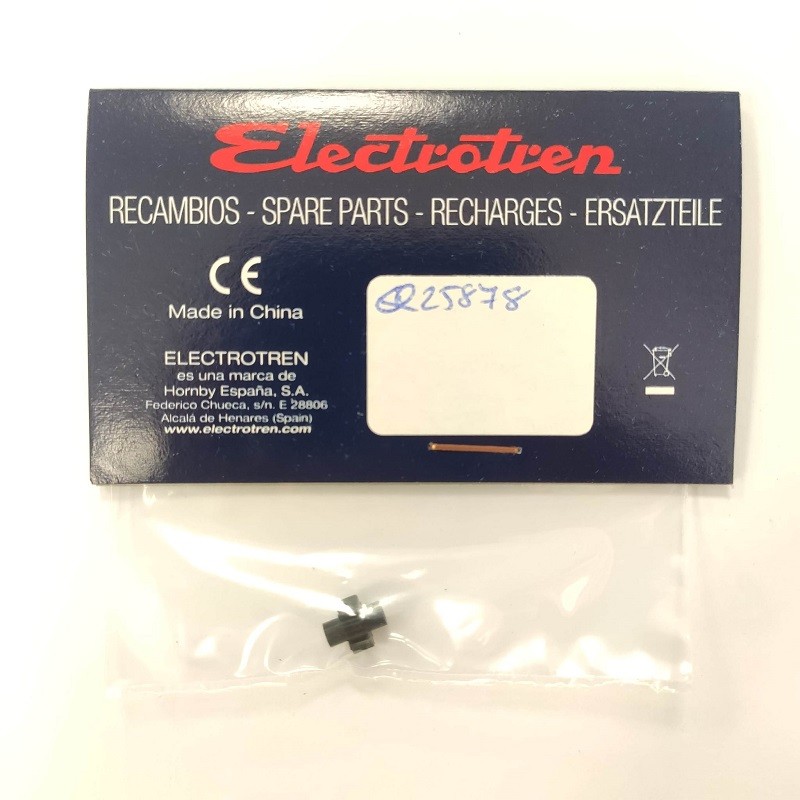 Electrotren
RECAMBIOS - SPARE PARTS - RECHARGES - ERSATZTEILE
CE
Made in China
25878
ELECTROTREN
es una marca de
Hornby España, S.A.
Federico Chueca, s/n. E 28806
Alcalá de Henares (Spain)
www.electrotren.com